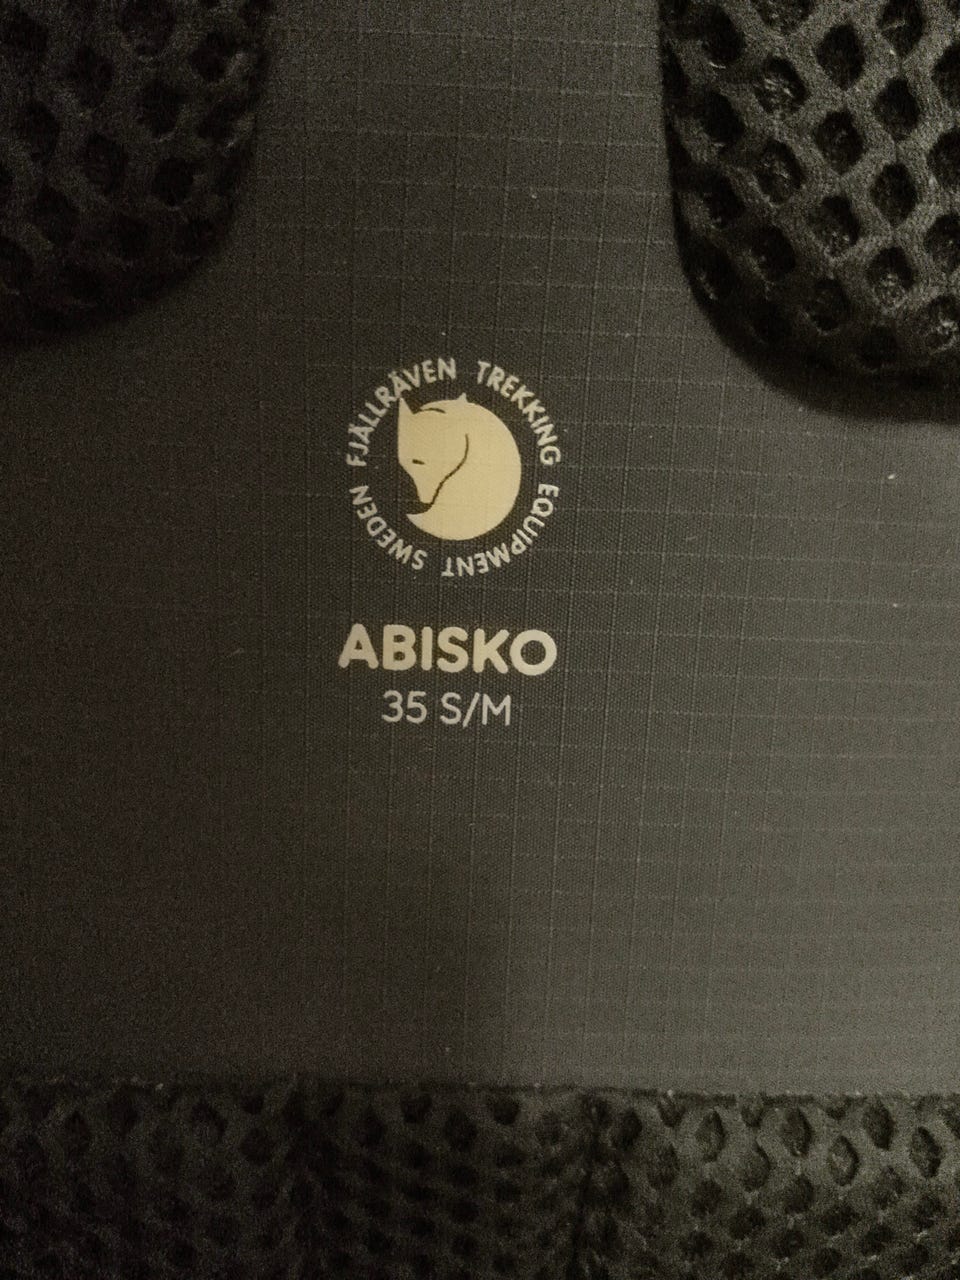 FJÄLLRÄVEN TREKKING EQUIPMENT SWEDEN
ABISKO
35 S/M